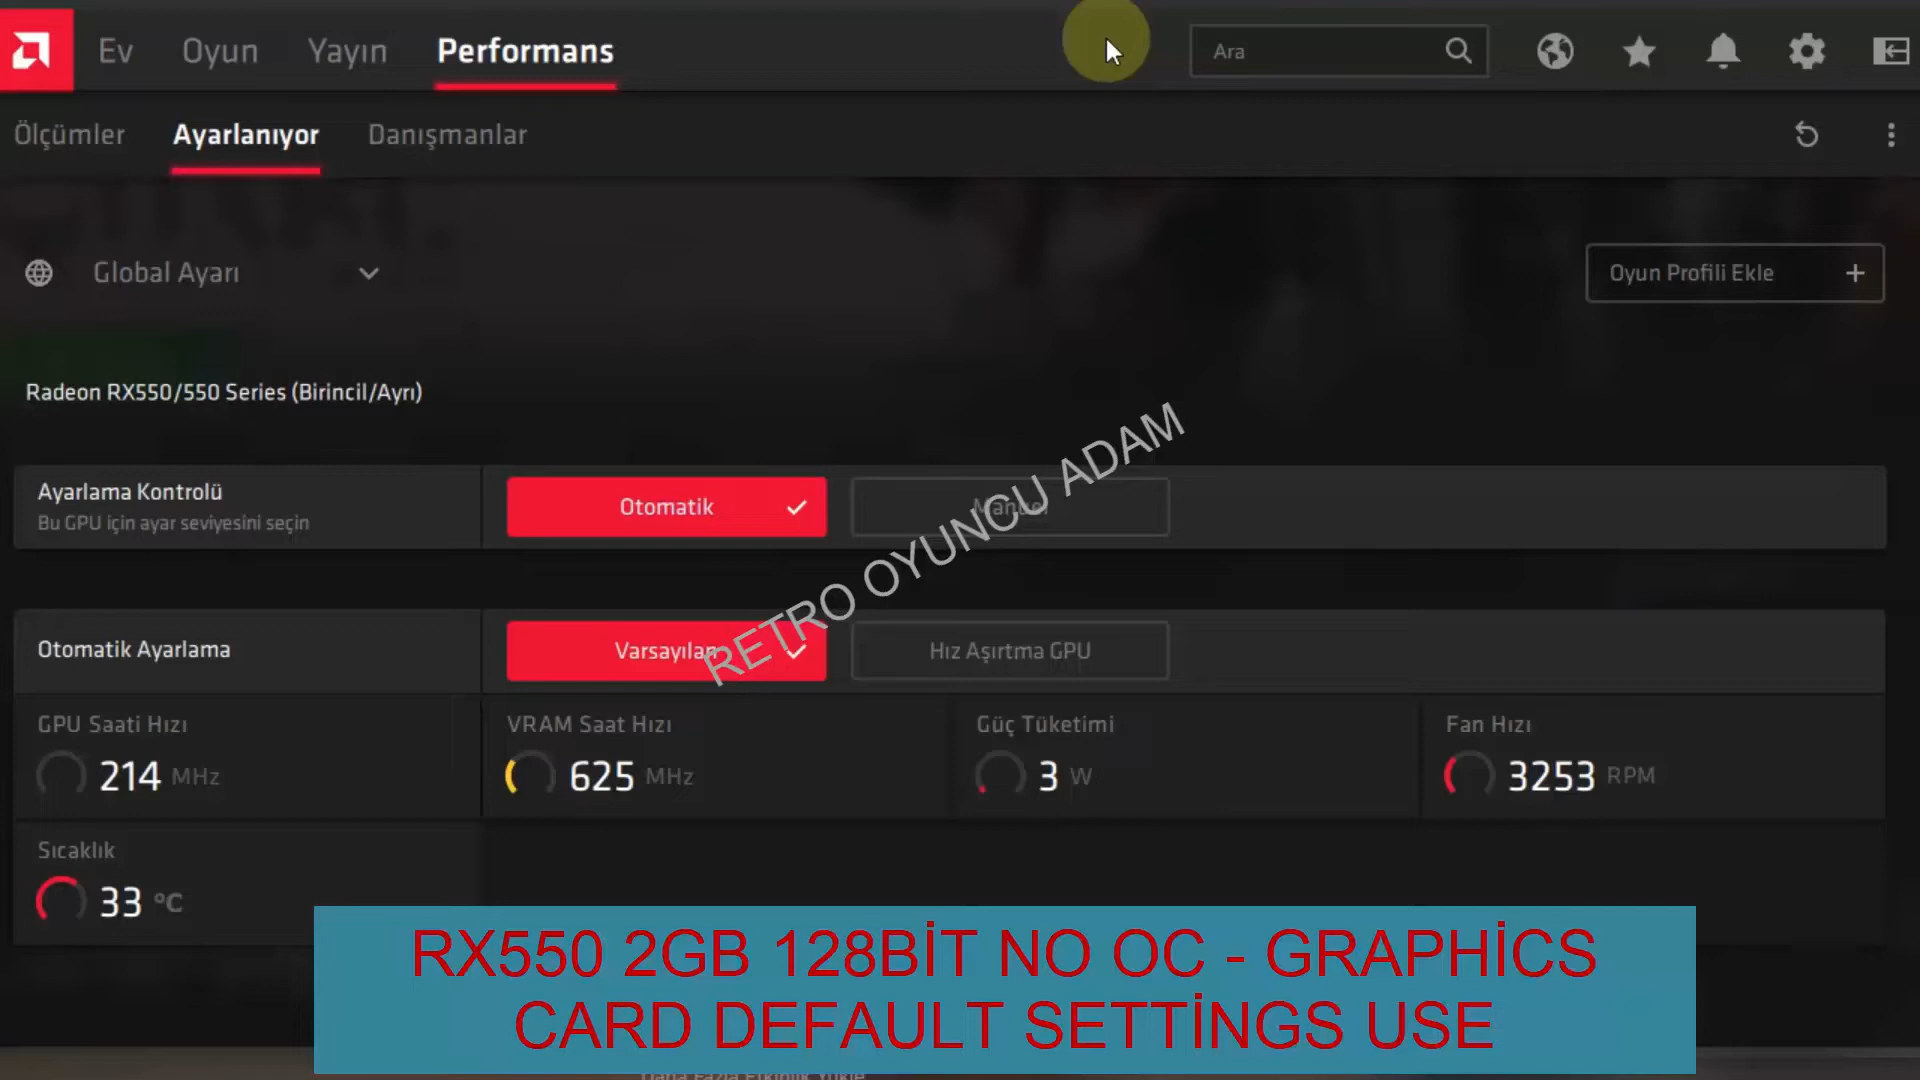 Ev Oyun Yayın Performans Ara
Ölçümler Ayarlanıyor Danışmanlar
Global Ayarı Oyun Profili Ekle
Radeon RX550/550 Series (Birincil/Ayrı)
Ayarlama Kontrolü
Bu GPU için ayar seviyesini seçin
Otomatik Manuel
RETRO OYUNCU ADAM
Otomatik Ayarlama Varsayılan Hız Aşırtma GPU
GPU Saati Hızı VRAM Saat Hızı Güç Tüketimi Fan Hızı
214 MHz 625 MHz 3 W 3253 RPM
Sıcaklık
33 °C
RX550 2GB 128BİT NO OC - GRAPHİCS
CARD DEFAULT SETTİNGS USE